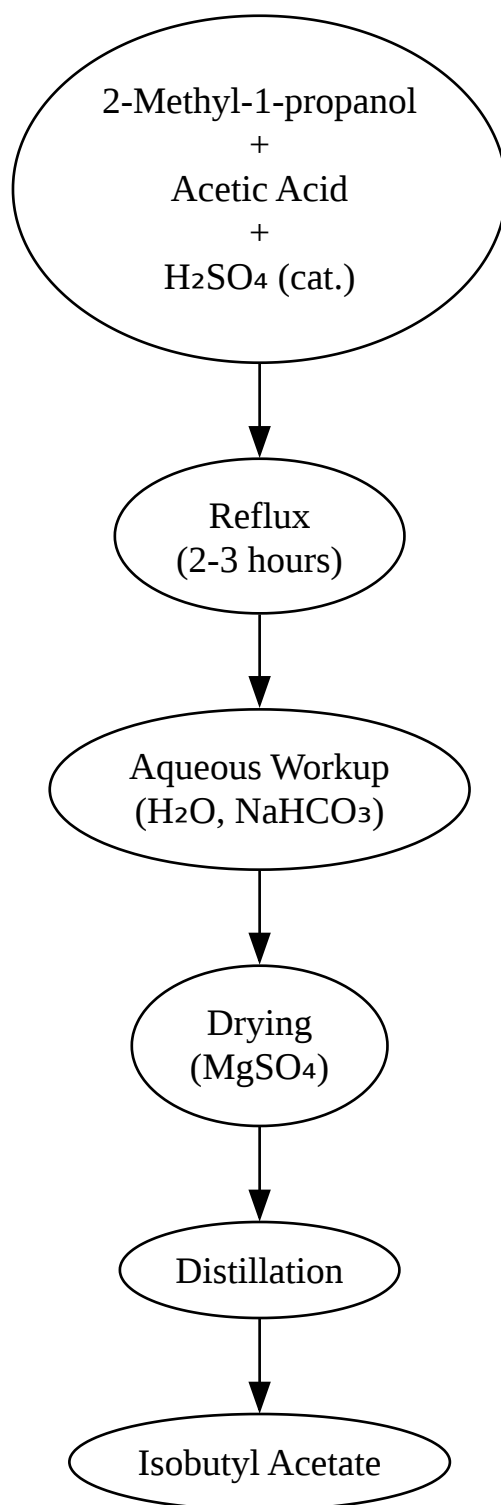 2-Methyl-1-propanol
+
Acetic Acid
+
H₂SO₄ (cat.)
Reflux
(2-3 hours)
Aqueous Workup
(H₂O, NaHCO₃)
Drying
(MgSO₄)
Distillation
Isobutyl Acetate